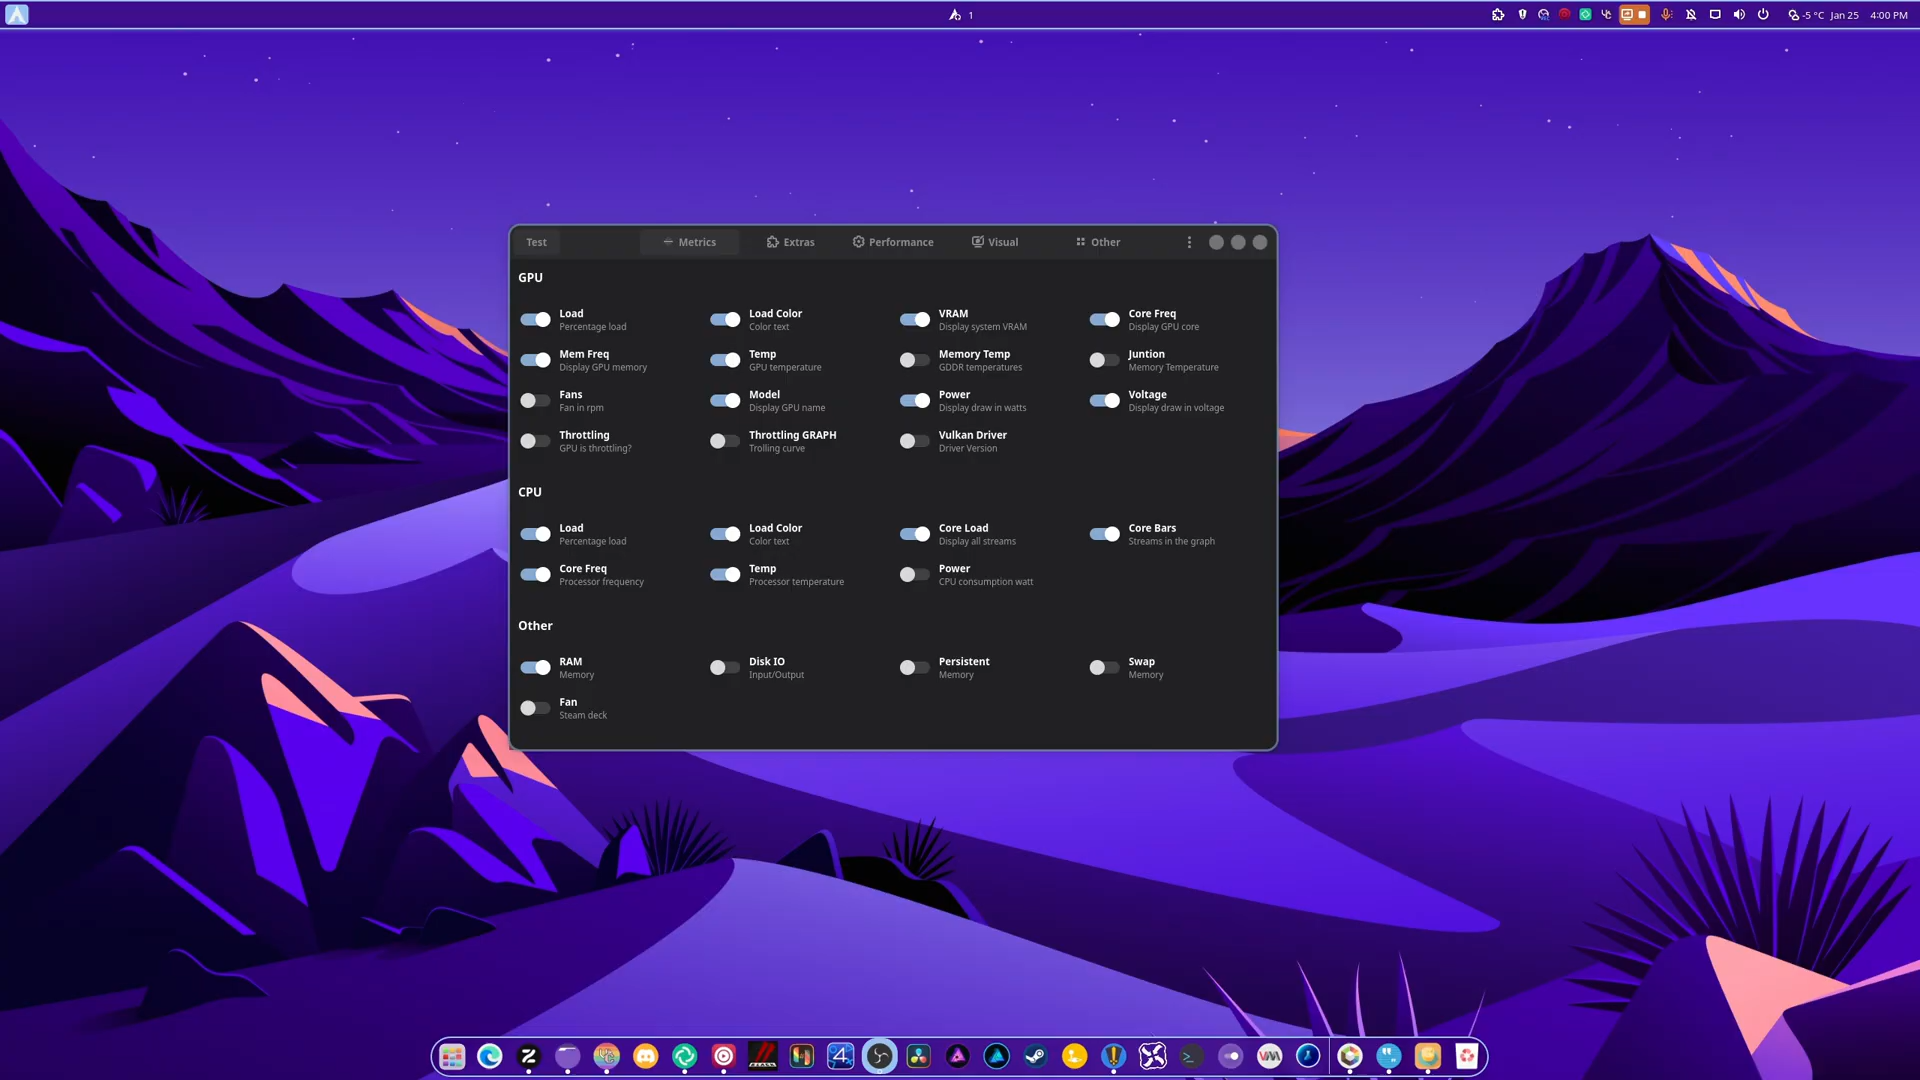 1
-5 °C Jan 25 4:00 PM
Test Metrics Extras Performance Visual Other
GPU
Load Load Color VRAM Core Freq
Percentage load Color text Display system VRAM Display GPU core
Mem Freq Temp Memory Temp Juntion
Display GPU memory GPU temperature GDDR temperatures Memory Temperature
Fans Model Power Voltage
Fan in rpm Display GPU name Display draw in watts Display draw in voltage
Throttling Throttling GRAPH Vulkan Driver
GPU is throttling? Trolling curve Driver Version
CPU
Load Load Color Core Load Core Bars
Percentage load Color text Display all streams Streams in the graph
Core Freq Temp Power
Processor frequency Processor temperature CPU consumption watt
Other
RAM Disk IO Persistent Swap
Memory Input/Output Memory Memory
Fan
Steam deck